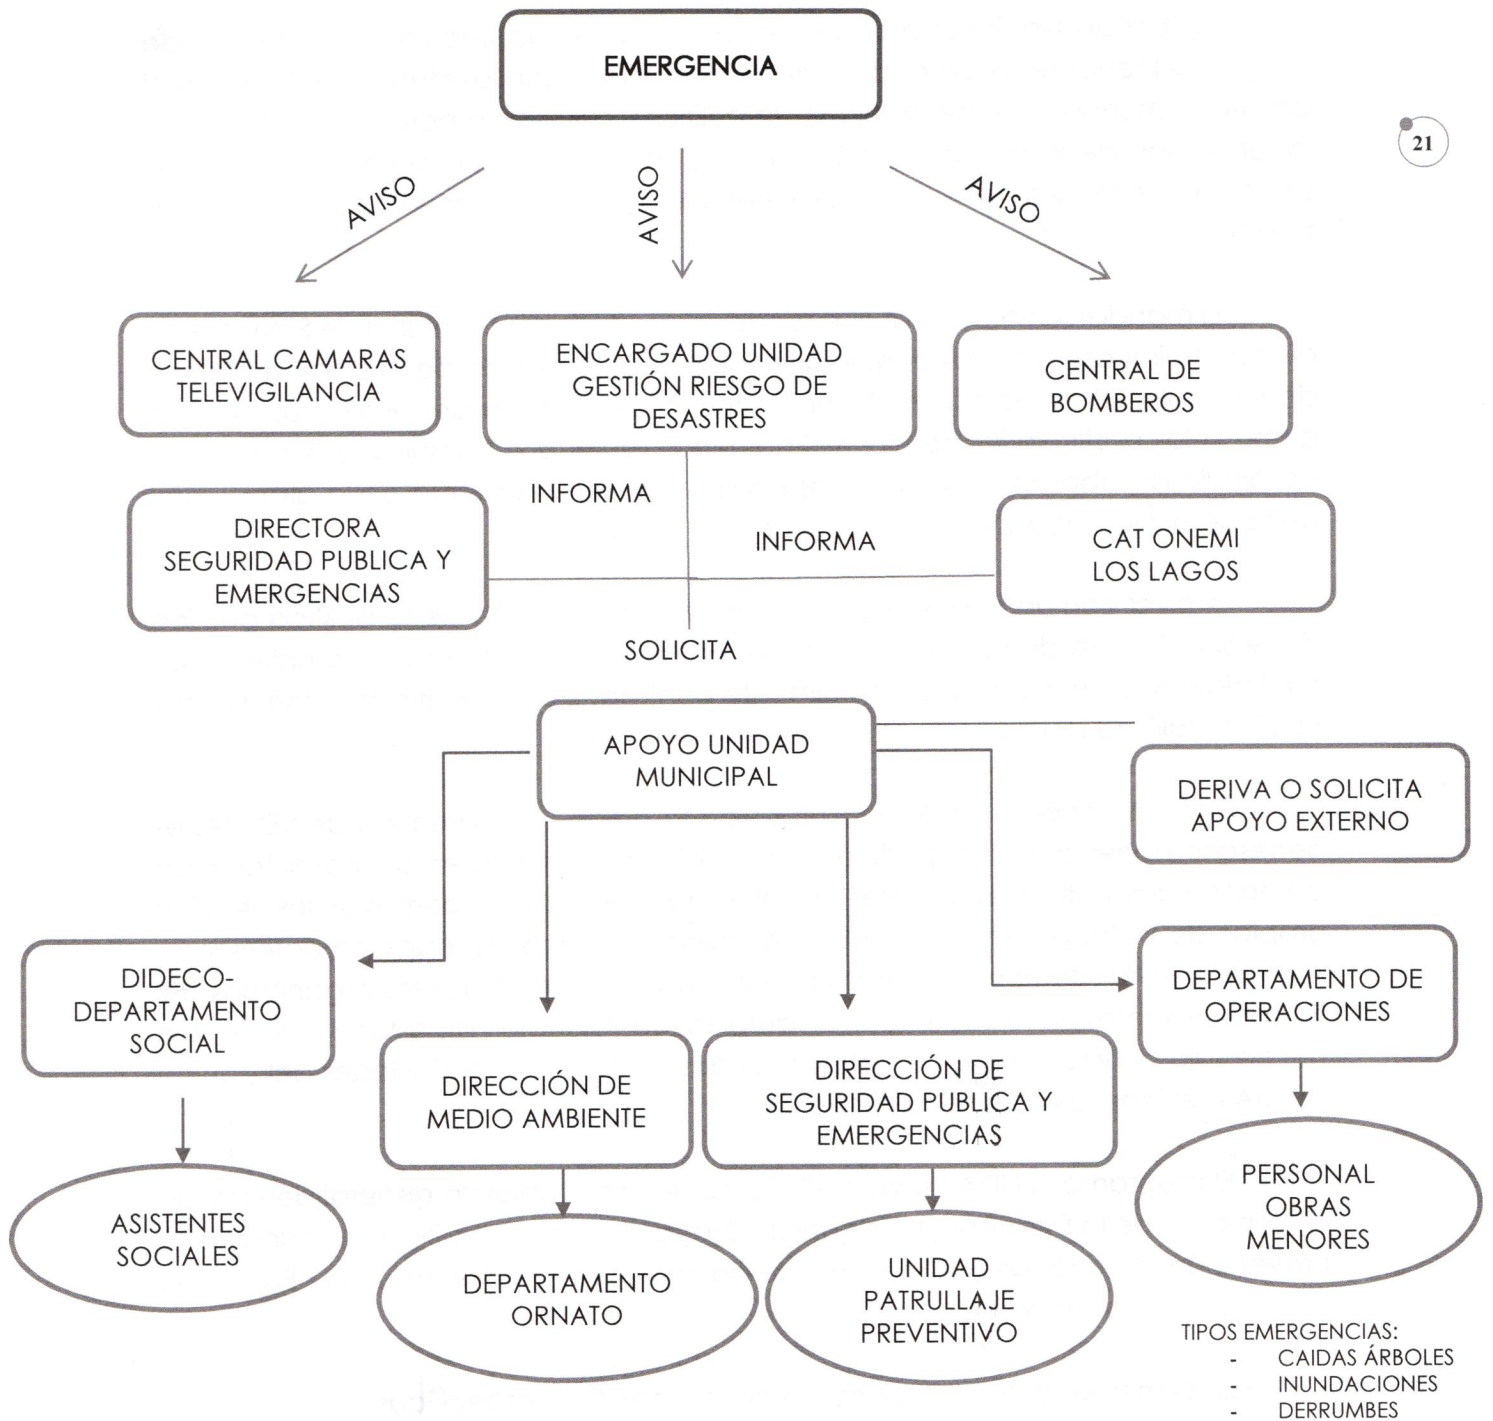 EMERGENCIA
21
AVISO
AVISO
AVISO
CENTRAL CAMARAS
TELEVIGILANCIA
ENCARGADO UNIDAD
GESTIÓN RIESGO DE
DESASTRES
CENTRAL DE
BOMBEROS
INFORMA
DIRECTORA
SEGURIDAD PUBLICA Y
EMERGENCIAS
INFORMA
CAT ONEMI
LOS LAGOS
SOLICITA
APOYO UNIDAD
MUNICIPAL
DERIVA O SOLICITA
APOYO EXTERNO
DIDECO-
DEPARTAMENTO
SOCIAL
DIRECCIÓN DE
MEDIO AMBIENTE
DIRECCIÓN DE
SEGURIDAD PUBLICA Y
EMERGENCIAS
DEPARTAMENTO DE
OPERACIONES
ASISTENTES
SOCIALES
DEPARTAMENTO
ORNATO
UNIDAD
PATRULLAJE
PREVENTIVO
PERSONAL
OBRAS
MENORES
TIPOS EMERGENCIAS:
- CAIDAS ÁRBOLES
- INUNDACIONES
- DERRUMBES